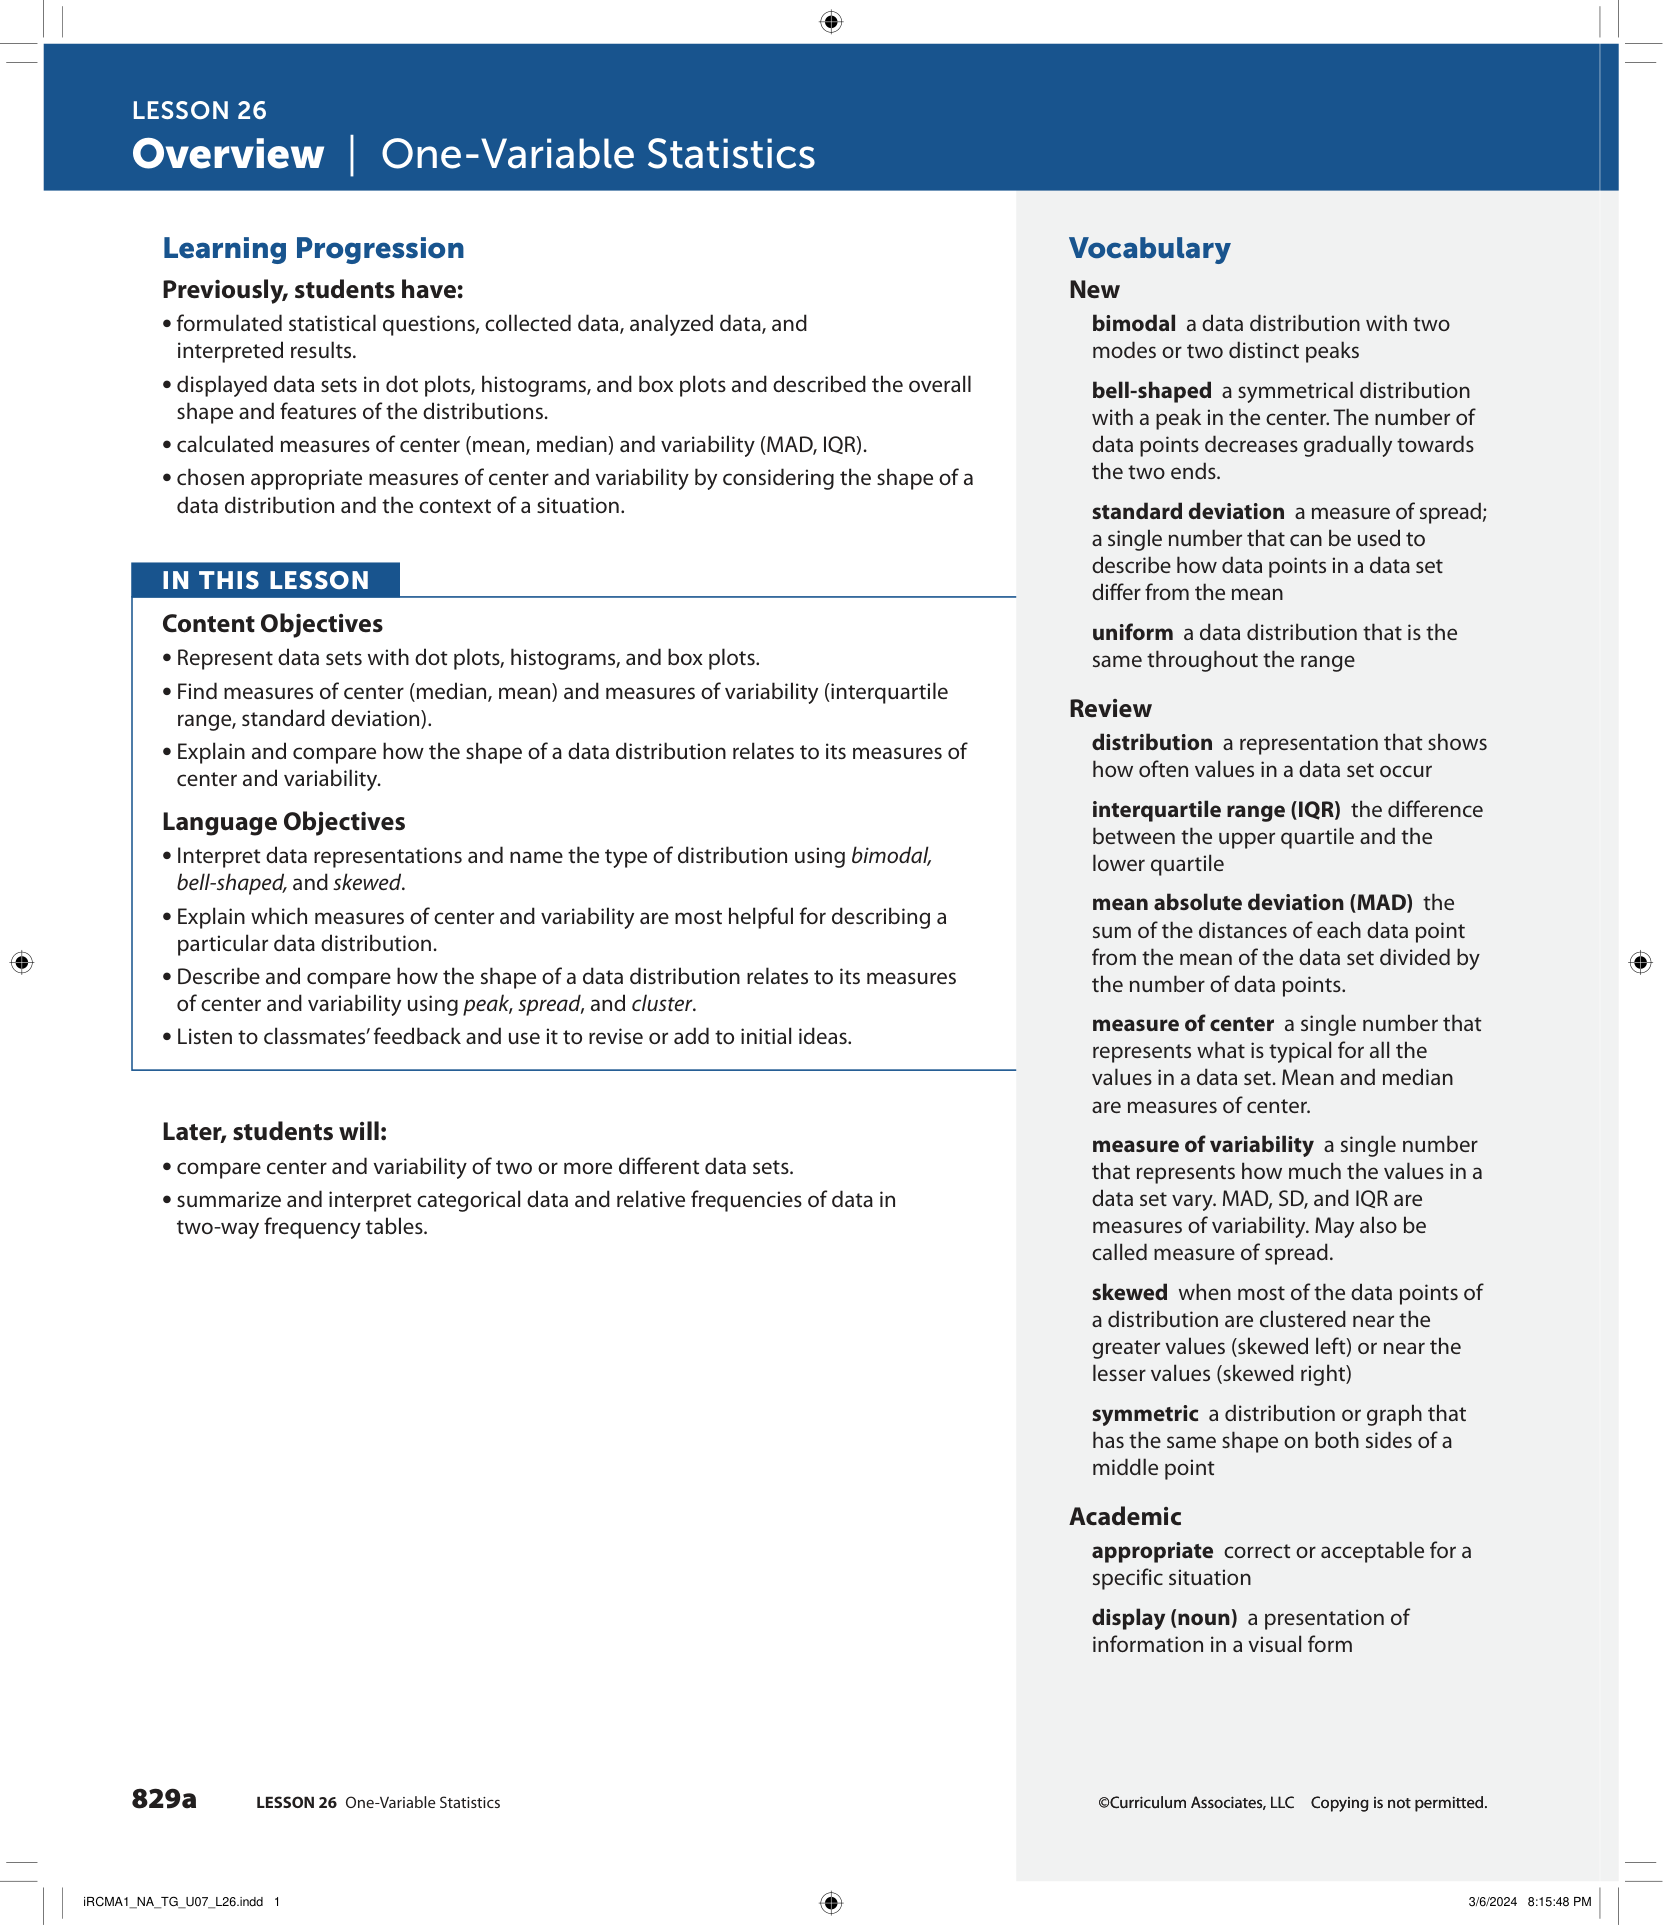 LESSON 26
Overview | One-Variable Statistics
Learning Progression
Previously, students have:
• formulated statistical questions, collected data, analyzed data, and
interpreted results.
• displayed data sets in dot plots, histograms, and box plots and described the overall
shape and features of the distributions.
• calculated measures of center (mean, median) and variability (MAD, IQR).
• chosen appropriate measures of center and variability by considering the shape of a
data distribution and the context of a situation.
IN THIS LESSON
Content Objectives
• Represent data sets with dot plots, histograms, and box plots.
• Find measures of center (median, mean) and measures of variability (interquartile
range, standard deviation).
• Explain and compare how the shape of a data distribution relates to its measures of
center and variability.
Language Objectives
• Interpret data representations and name the type of distribution using bimodal,
bell-shaped, and skewed.
• Explain which measures of center and variability are most helpful for describing a
particular data distribution.
• Describe and compare how the shape of a data distribution relates to its measures
of center and variability using peak, spread, and cluster.
• Listen to classmates’ feedback and use it to revise or add to initial ideas.
Later, students will:
• compare center and variability of two or more different data sets.
• summarize and interpret categorical data and relative frequencies of data in
two-way frequency tables.
Vocabulary
New
bimodal a data distribution with two
modes or two distinct peaks
bell-shaped a symmetrical distribution
with a peak in the center. The number of
data points decreases gradually towards
the two ends.
standard deviation a measure of spread;
a single number that can be used to
describe how data points in a data set
differ from the mean
uniform a data distribution that is the
same throughout the range
Review
distribution a representation that shows
how often values in a data set occur
interquartile range (IQR) the difference
between the upper quartile and the
lower quartile
mean absolute deviation (MAD) the
sum of the distances of each data point
from the mean of the data set divided by
the number of data points.
measure of center a single number that
represents what is typical for all the
values in a data set. Mean and median
are measures of center.
measure of variability a single number
that represents how much the values in a
data set vary. MAD, SD, and IQR are
measures of variability. May also be
called measure of spread.
skewed when most of the data points of
a distribution are clustered near the
greater values (skewed left) or near the
lesser values (skewed right)
symmetric a distribution or graph that
has the same shape on both sides of a
middle point
Academic
appropriate correct or acceptable for a
specific situation
display (noun) a presentation of
information in a visual form
829a LESSON 26 One-Variable Statistics
©Curriculum Associates, LLC Copying is not permitted.
iRCMA1_NA_TG_U07_L26.indd 1
3/6/2024 8:15:48 PM